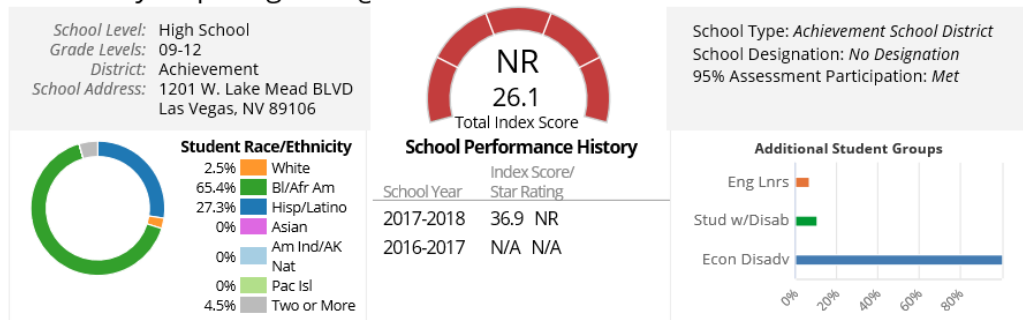 School Level: High School
Grade Levels: 09-12
District: Achievement
School Address: 1201 W. Lake Mead BLVD
Las Vegas, NV 89106
NR
26.1
Total Index Score
School Type: Achievement School District
School Designation: No Designation
95% Assessment Participation: Met
Student Race/Ethnicity
2.5% White
65.4% Bl/Afr Am
27.3% Hisp/Latino
0% Asian
0% Am Ind/AK
Nat
0% Pac Isl
4.5% Two or More
School Performance History
School Year Index Score/
Star Rating
2017-2018 36.9 NR
2016-2017 N/A N/A
Additional Student Groups
Eng Lnrs
Stud w/Disab
Econ Disadv
0% 20% 40% 60% 80%